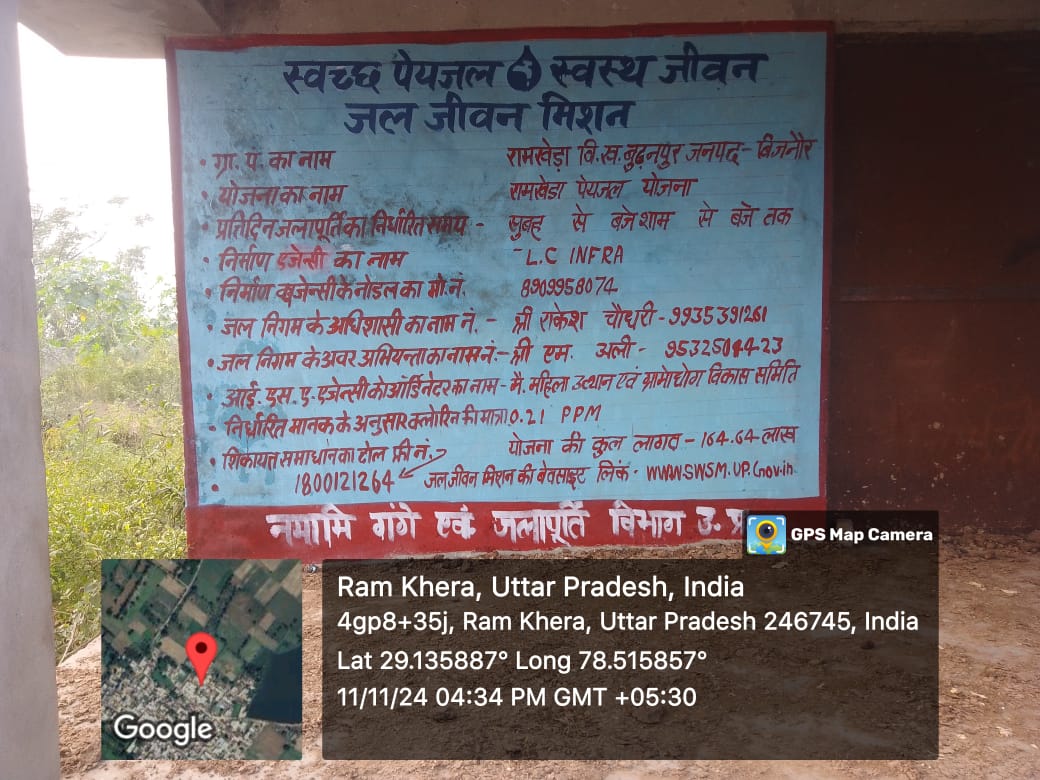 स्वच्छ पेयजल स्वस्थ जीवन
जल जीवन मिशन
• ग्रा. पं. का नाम रामखेड़ा वि.ख. बुढ़नपुर जनपद- बिजनौर
• योजना का नाम रामखेडा पेयजल योजना
• प्रतिदिन जलापूर्ति का निर्धारित समय - सुबह से बजे शाम से बजे तक
• निर्माण एजेन्सी का नाम - L.C INFRA
• निर्माण एजेन्सी के नोडल का मो. नं. 8909958074
• जल निगम के अधिशासी का नाम नं. - श्री राकेश चौधरी - 9935391261
• जल निगम के अवर अभियन्ता का नाम नं:- श्री एम. अली - 9532504423
• आई. एस. ए. एजेन्सी कोऑर्डिनेटर का नाम - मै. महिला उत्थान एवं ग्रामोद्योग विकास समिति
• निर्धारित मानक के अनुसार क्लोरिन की मात्रा 0.21 PPM
• शिकायत समाधान का टोल फ्री नं. योजना की कुल लागत - 164.64 लाख
• 1800121264 जल जीवन मिशन की वेबसाइट लिंक - WWW.SWSM.UP.Gov.in.
नमामि गंगे एवं जलापूर्ति विभाग उ. प्र
GPS Map Camera
Ram Khera, Uttar Pradesh, India
4gp8+35j, Ram Khera, Uttar Pradesh 246745, India
Lat 29.135887° Long 78.515857°
11/11/24 04:34 PM GMT +05:30
Google